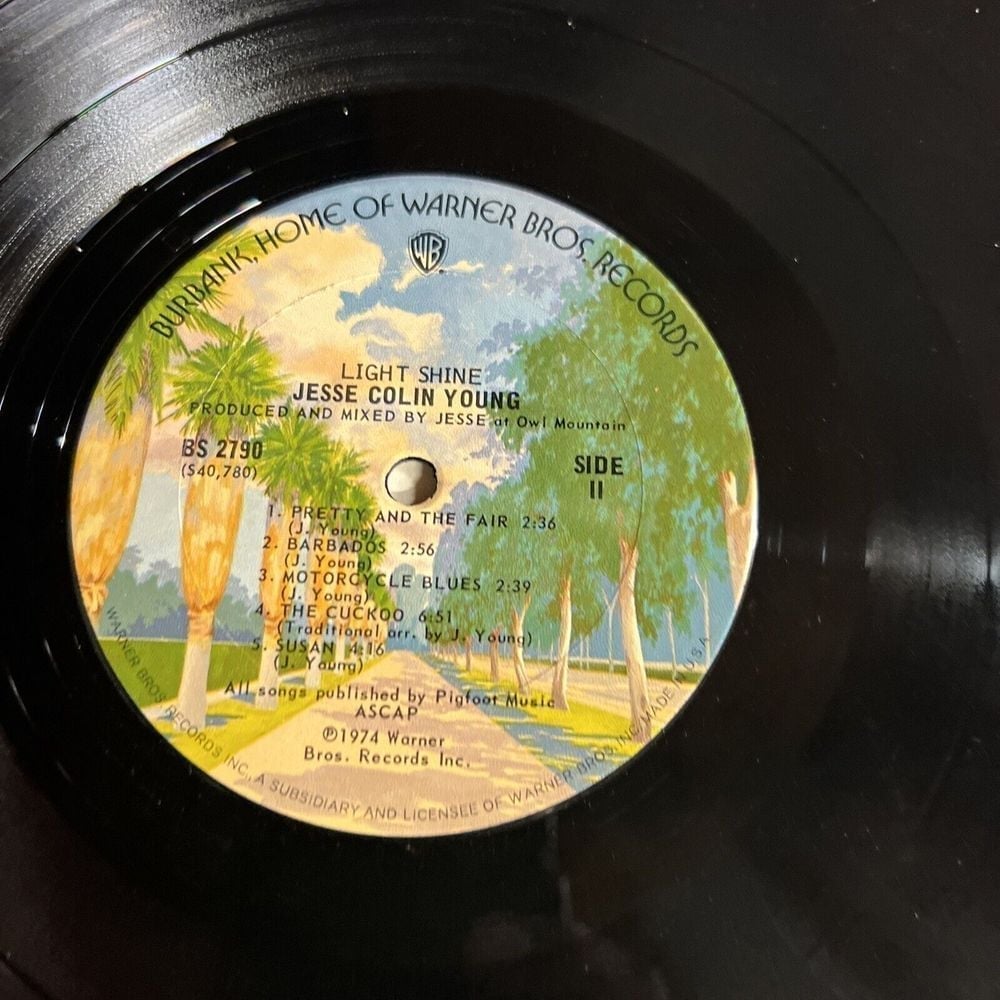 BURBANK, HOME OF WARNER BROS. RECORDS
WB
LIGHT SHINE
JESSE COLIN YOUNG
PRODUCED AND MIXED BY JESSE at Owl Mountain
BS 2790
(S40,780)
SIDE
II
1. PRETTY AND THE FAIR 2:36
(J. Young)
2. BARBADOS 2:56
(J. Young)
3. MOTORCYCLE BLUES 2:39
(J. Young)
4. THE CUCKOO 6:51
(Traditional arr. by J. Young)
5. SUSAN 4:16
(J. Young)
All songs published by Pigfoot Music
ASCAP
℗1974 Warner
Bros. Records Inc.
WARNER BROS. RECORDS INC., A SUBSIDIARY AND LICENSEE OF WARNER BROS. INC. MADE IN U.S.A.